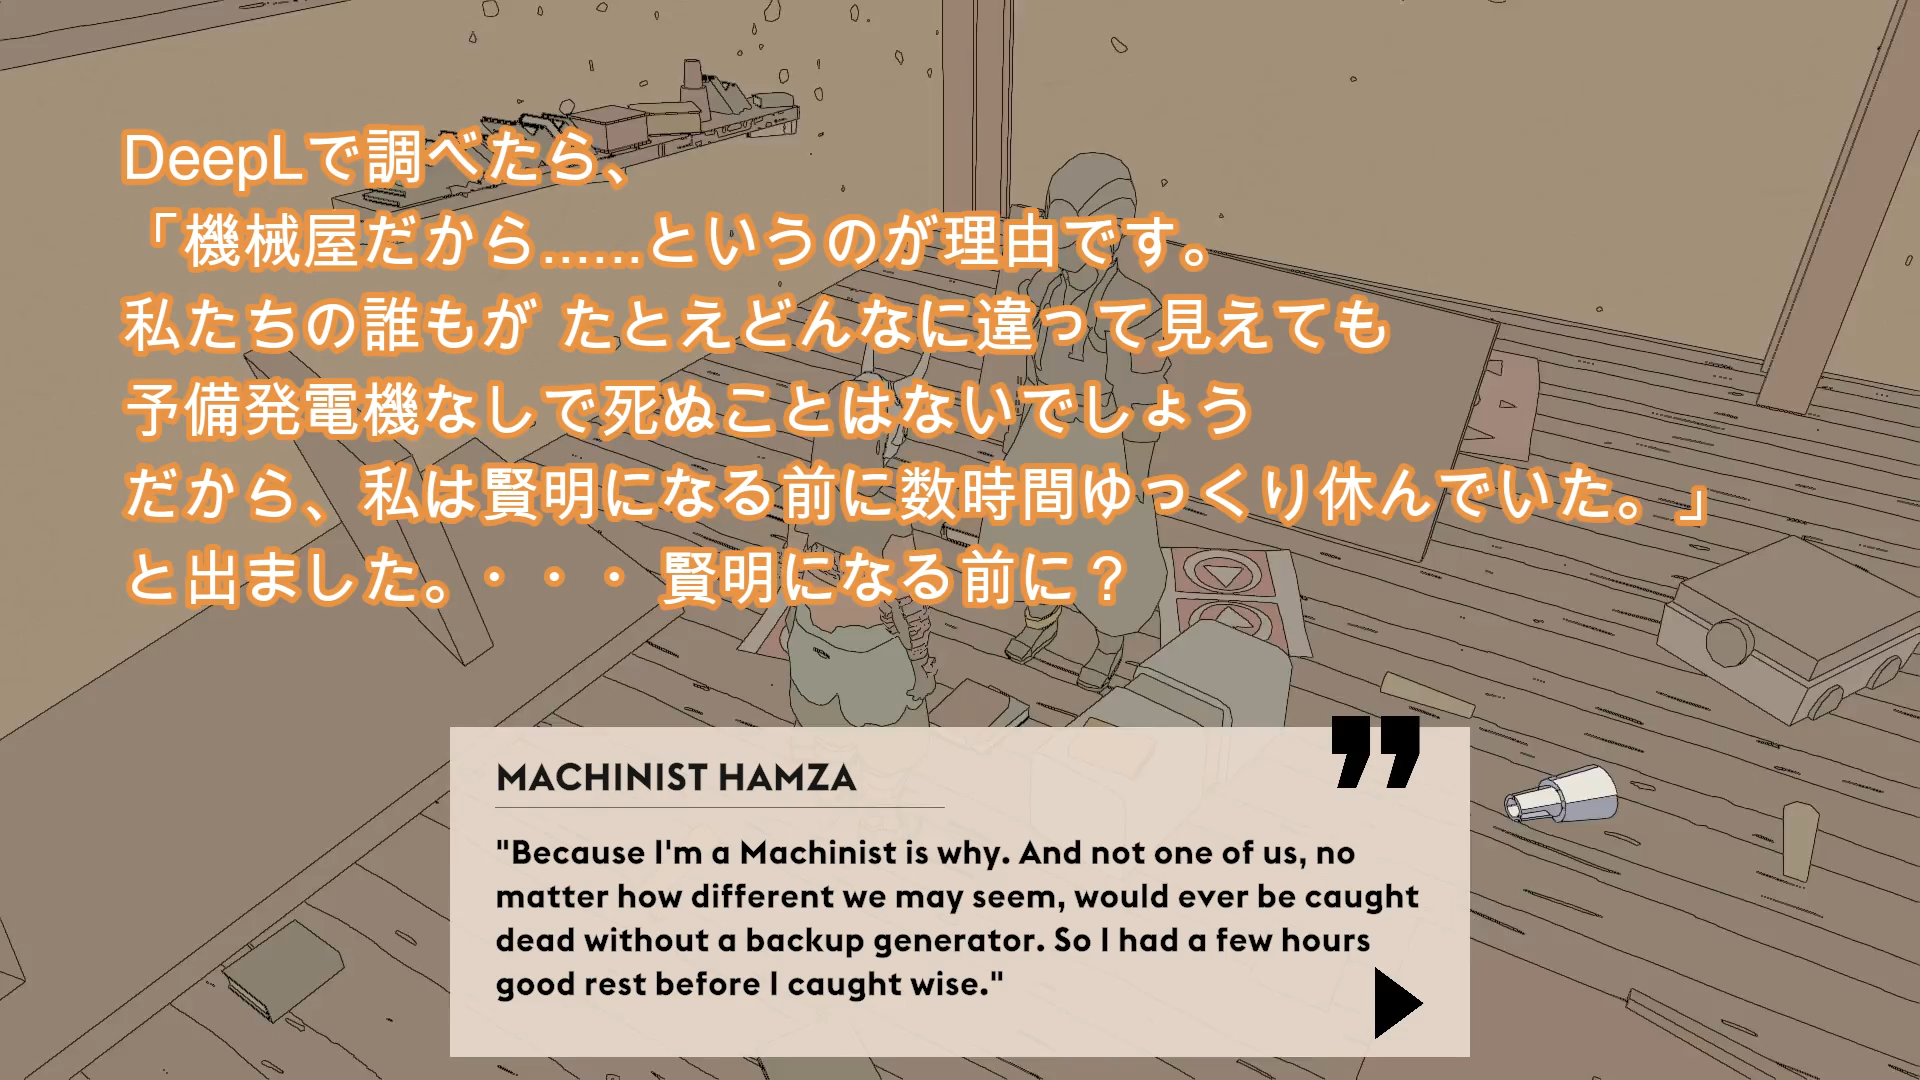 DeepLで調べたら、
「機械屋だから......というのが理由です。
私たちの誰もが たとえどんなに違って見えても
予備発電機なしで死ぬことはないでしょう
だから、私は賢明になる前に数時間ゆっくり休んでいた。」
と出ました。・・・ 賢明になる前に？
MACHINIST HAMZA
"Because I'm a Machinist is why. And not one of us, no
matter how different we may seem, would ever be caught
dead without a backup generator. So I had a few hours
good rest before I caught wise."